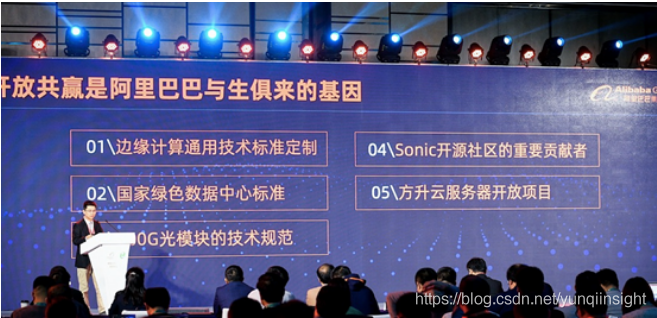 开放共赢是阿里巴巴与生俱来的基因
Alibaba G
01\边缘计算通用技术标准定制
04\Sonic开源社区的重要贡献者
02\国家绿色数据中心标准
05\方升云服务器开放项目
0G光模块的技术规范
https://blog.csdn.net/yunqiinsight